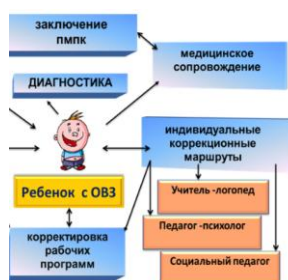 заключение
пмпк
медицинское
сопровождение
ДИАГНОСТИКА
индивидуальные
коррекционные
маршруты
Ребенок с ОВЗ
Учитель -логопед
Педагог -психолог
Социальный педагог
корректировка
рабочих
программ